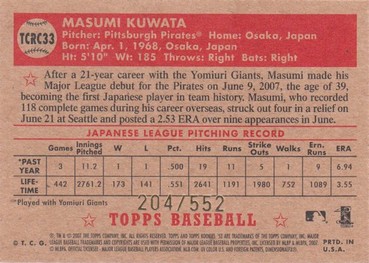 TCRC33
MASUMI KUWATA
Pitcher: Pittsburgh Pirates® Home: Osaka, Japan
Born: Apr. 1, 1968, Osaka, Japan
Ht: 5'10" Wt: 185 Throws: Right Bats: Right
After a 21-year career with the Yomiuri Giants, Masumi made his
Major League debut for the Pirates on June 9, 2007, the age of 39,
becoming the first Japanese player in team history. Masumi, who recorded
118 complete games during his career overseas, struck out four in a relief on
June 21 at Seattle and posted a 2.53 ERA over nine appearances in June.
JAPANESE LEAGUE PITCHING RECORD
Games Innings Pitched W L Pct. Hits Runs Strike Outs Walks Ern. Runs ERA
*PAST YEAR 3 11.2 1 1 .500 19 11 5 1 9 6.94
LIFE-TIME 442 2761.2 173 141 .551 2641 1191 1980 752 1089 3.55
*Played with Yomiuri Giants
204/552
TOPPS BASEBALL
© T. C. G.
PRTD. IN U.S.A.